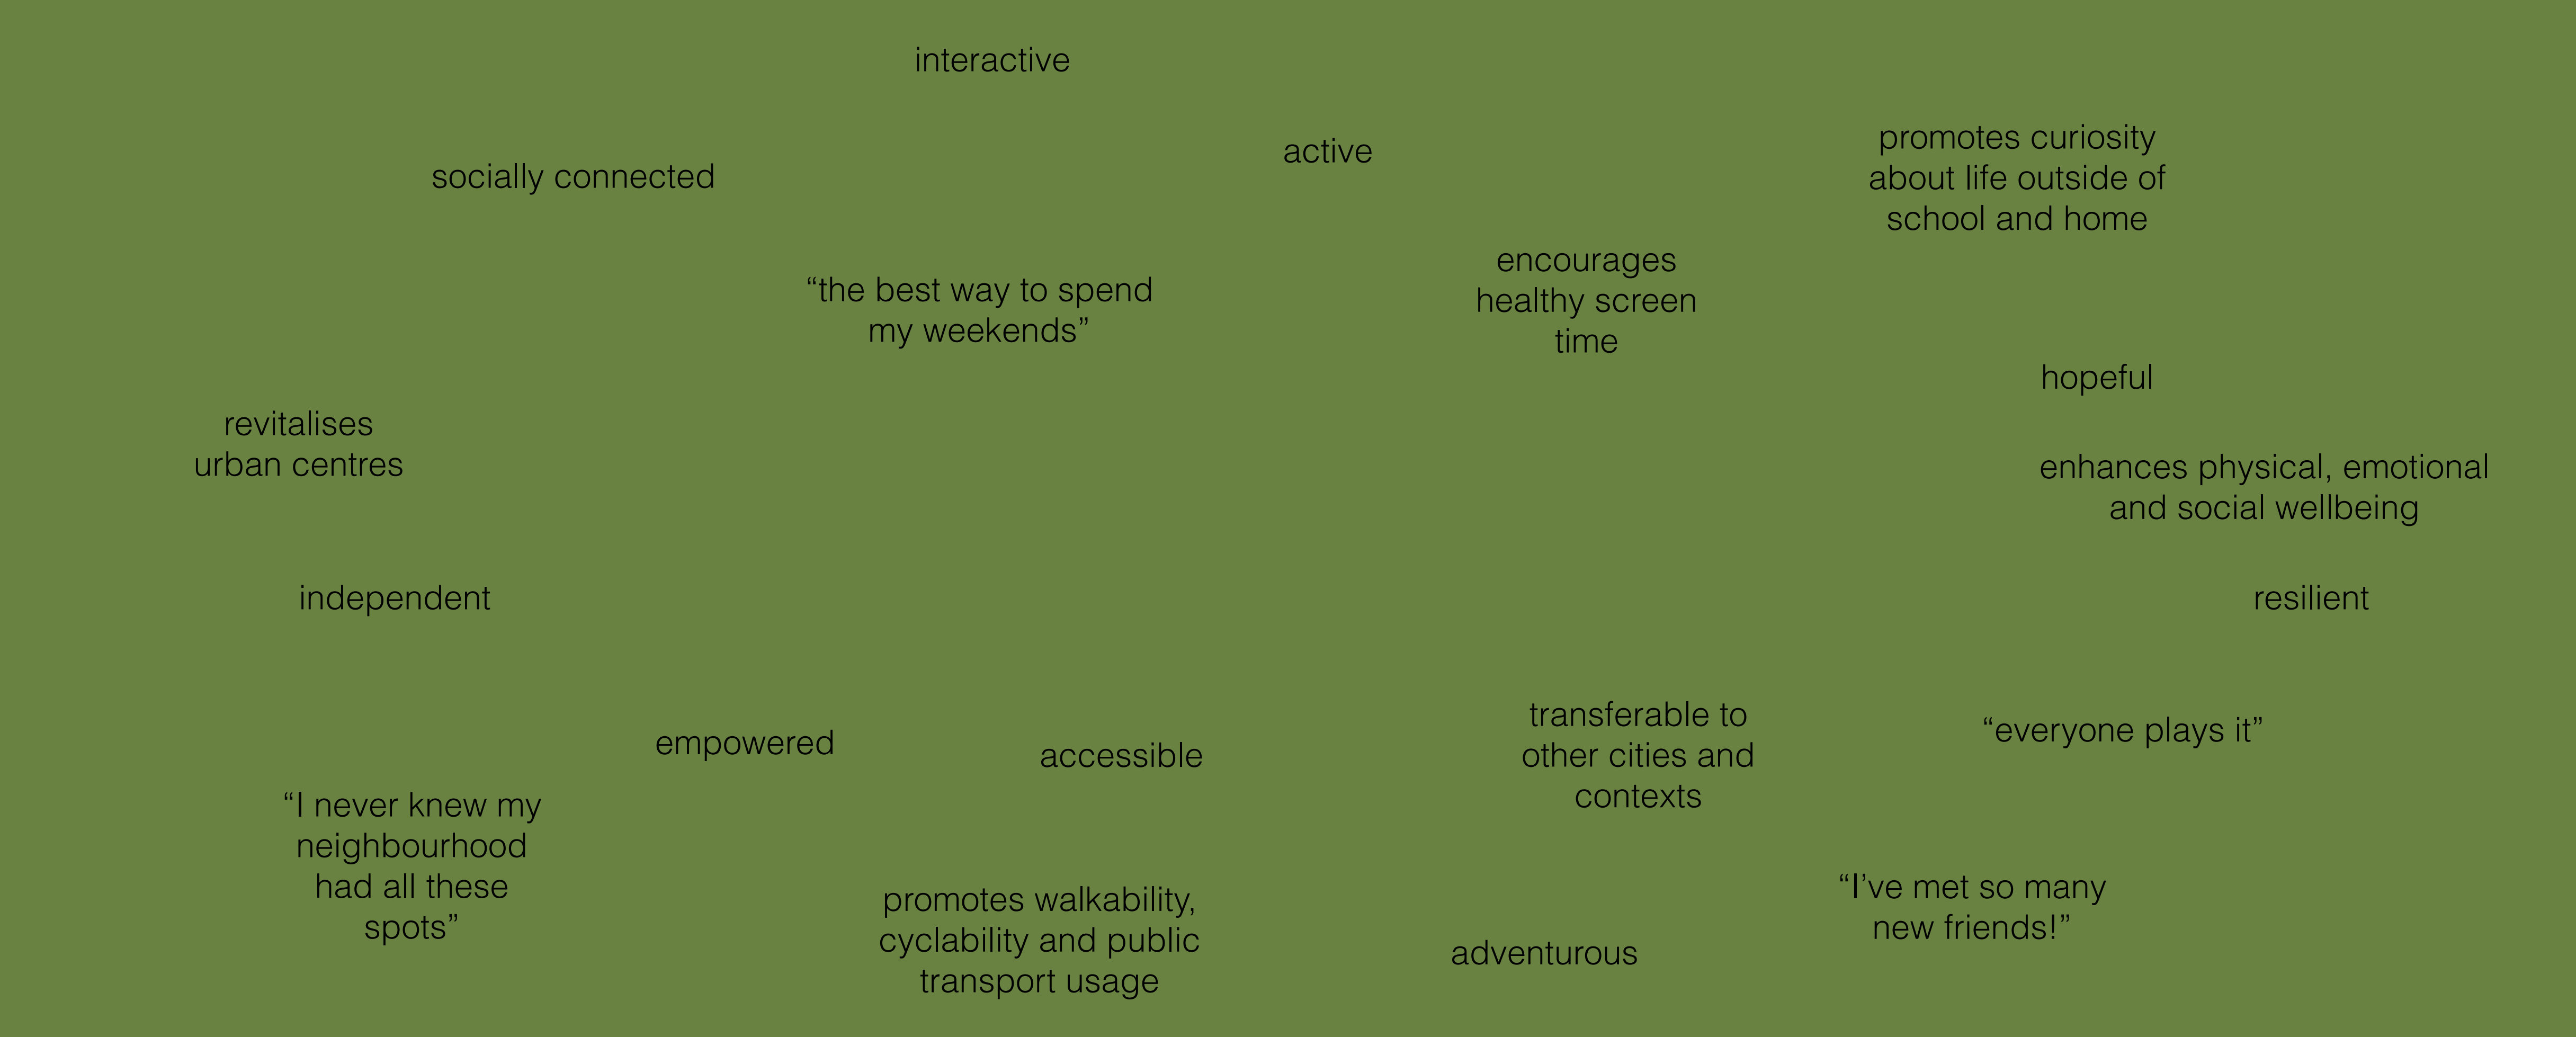 interactive
active
socially connected
promotes curiosity
about life outside of
school and home
“the best way to spend
my weekends”
encourages
healthy screen
time
hopeful
revitalises
urban centres
enhances physical, emotional
and social wellbeing
independent
resilient
empowered
accessible
transferable to
other cities and
contexts
“everyone plays it”
“I never knew my
neighbourhood
had all these
spots”
promotes walkability,
cyclability and public
transport usage
adventurous
“I’ve met so many
new friends!”